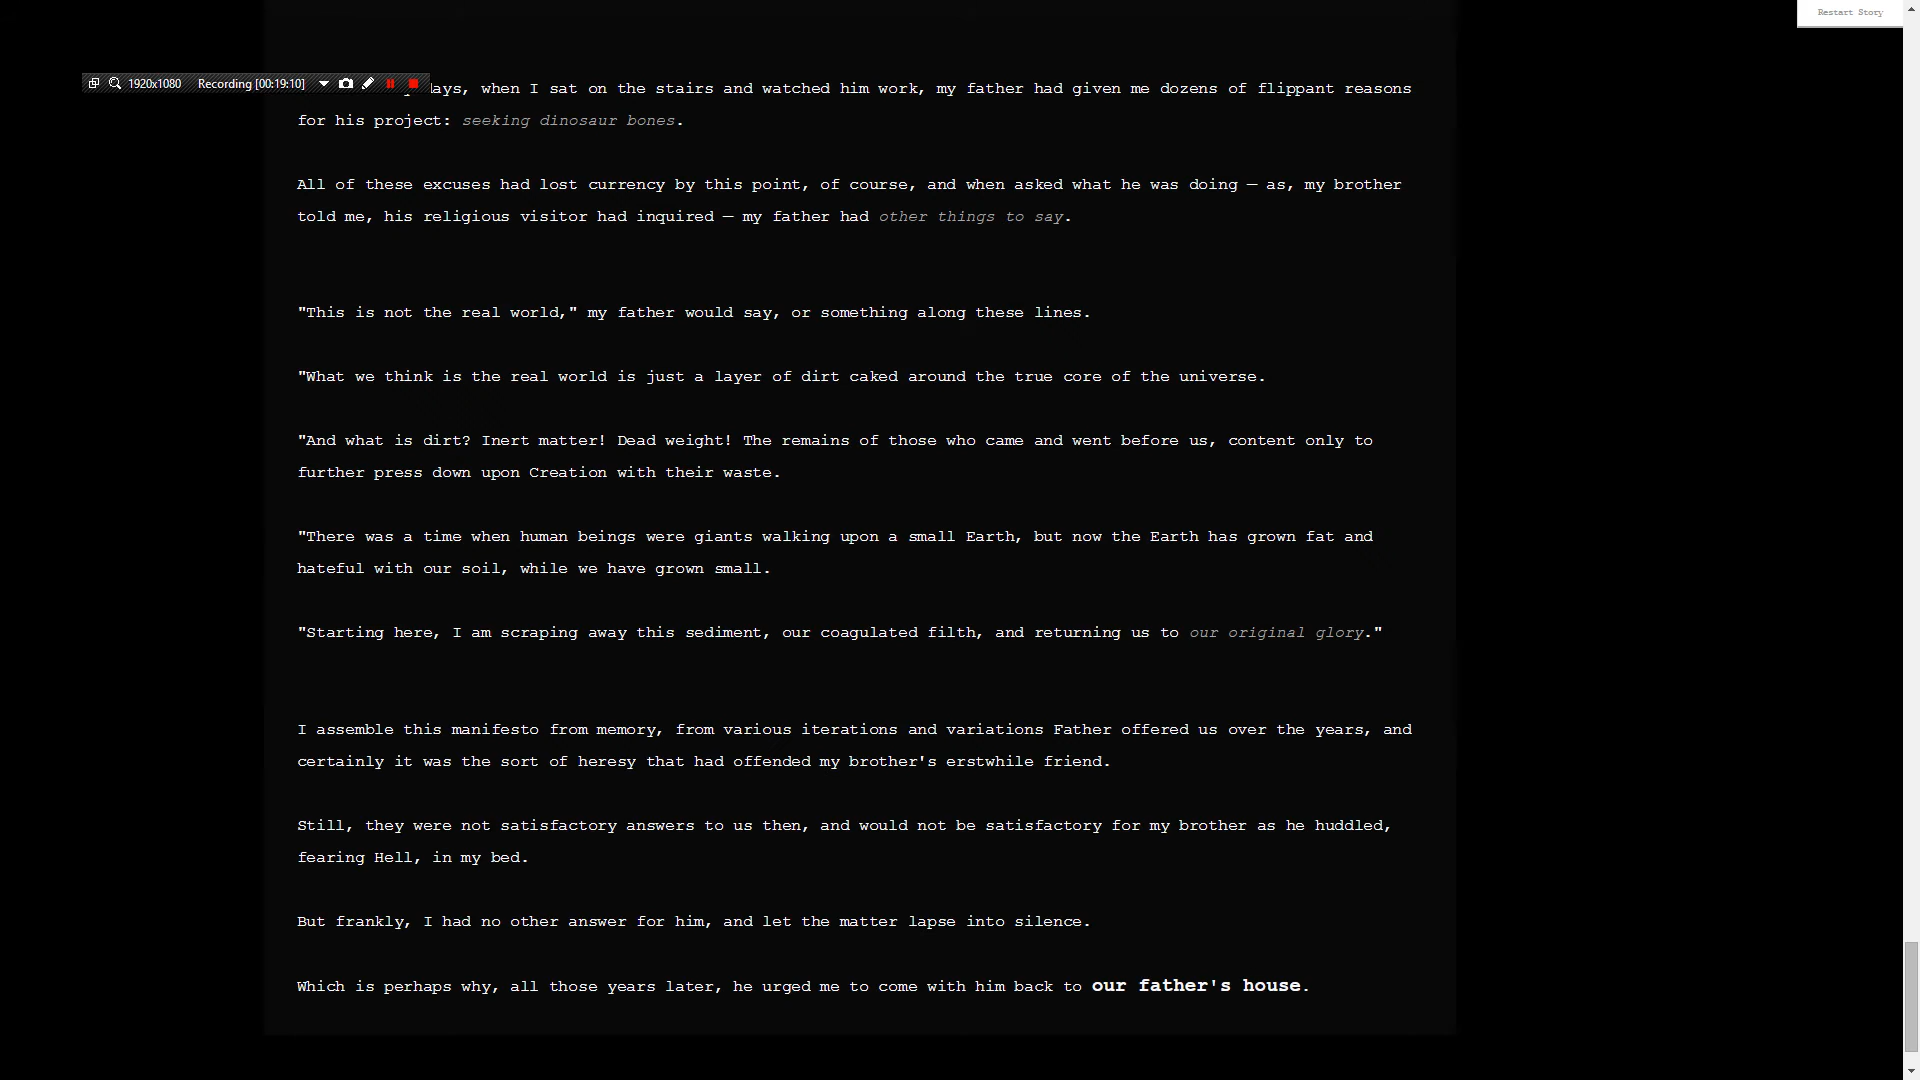 Restart Story
1920x1080 Recording [00:19:10]
when I sat on the stairs and watched him work, my father had given me dozens of flippant reasons
for his project: seeking dinosaur bones.
All of these excuses had lost currency by this point, of course, and when asked what he was doing — as, my brother
told me, his religious visitor had inquired — my father had other things to say.
"This is not the real world," my father would say, or something along these lines.
"What we think is the real world is just a layer of dirt caked around the true core of the universe.
"And what is dirt? Inert matter! Dead weight! The remains of those who came and went before us, content only to
further press down upon Creation with their waste.
"There was a time when human beings were giants walking upon a small Earth, but now the Earth has grown fat and
hateful with our soil, while we have grown small.
"Starting here, I am scraping away this sediment, our coagulated filth, and returning us to our original glory."
I assemble this manifesto from memory, from various iterations and variations Father offered us over the years, and
certainly it was the sort of heresy that had offended my brother's erstwhile friend.
Still, they were not satisfactory answers to us then, and would not be satisfactory for my brother as he huddled,
fearing Hell, in my bed.
But frankly, I had no other answer for him, and let the matter lapse into silence.
Which is perhaps why, all those years later, he urged me to come with him back to our father's house.